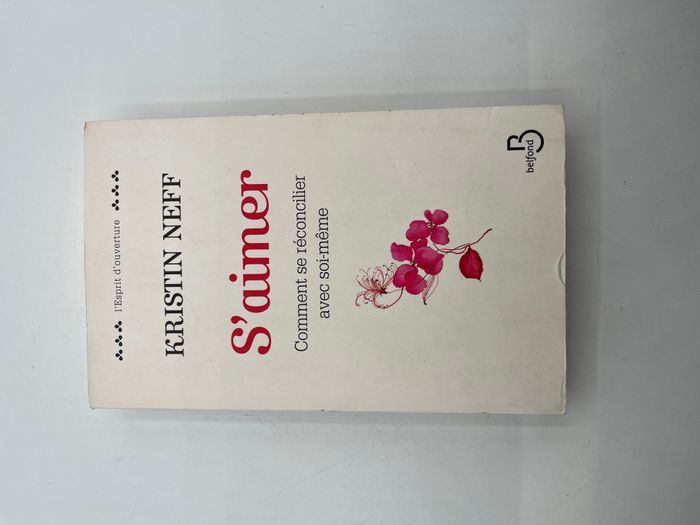 l'Esprit d'ouverture
KRISTIN NEFF
S'aimer
Comment se réconcilier
avec soi-même
belfond